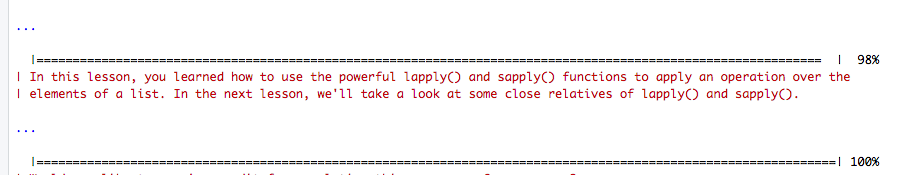 ...
|======================================================================================================== | 98%
| In this lesson, you learned how to use the powerful lapply() and sapply() functions to apply an operation over the
| elements of a list. In the next lesson, we'll take a look at some close relatives of lapply() and sapply().
...
|==========================================================================================================| 100%